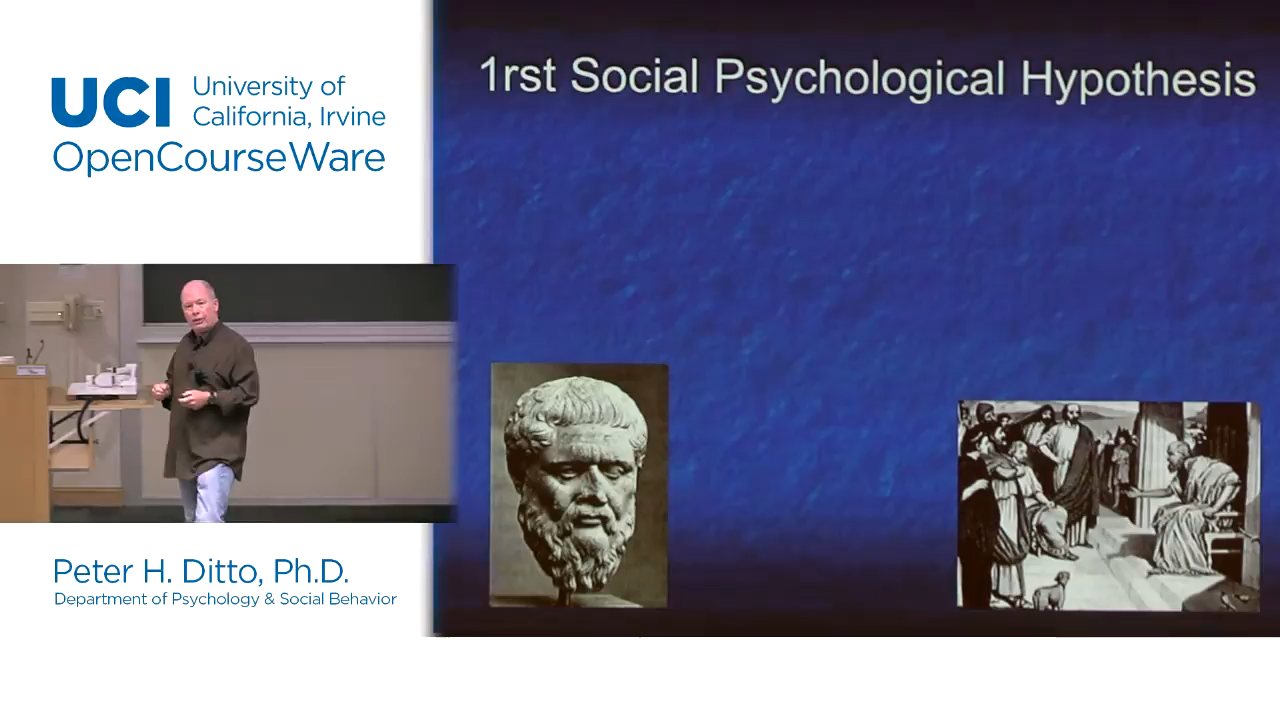 UCI University of
California, Irvine
OpenCourseWare
1rst Social Psychological Hypothesis
Peter H. Ditto, Ph.D.
Department of Psychology & Social Behavior